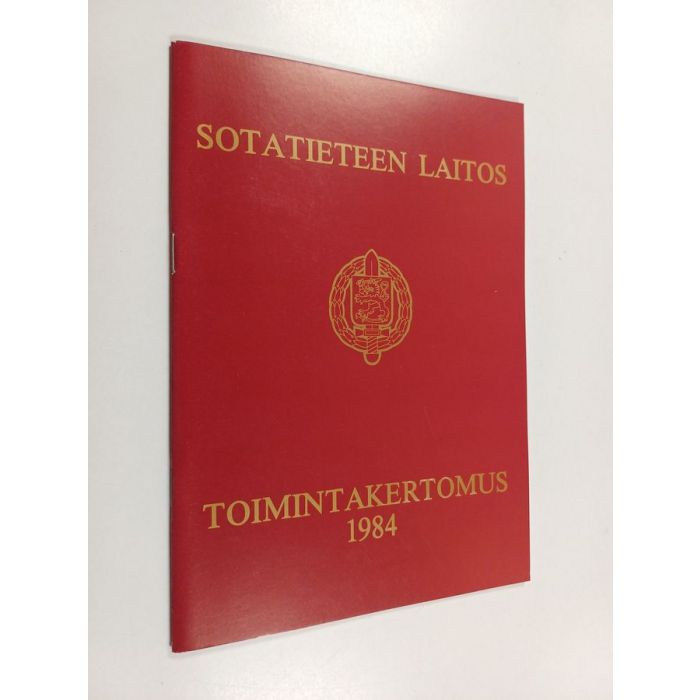 SOTATIETEEN LAITOS
TOIMINTAKERTOMUS
1984